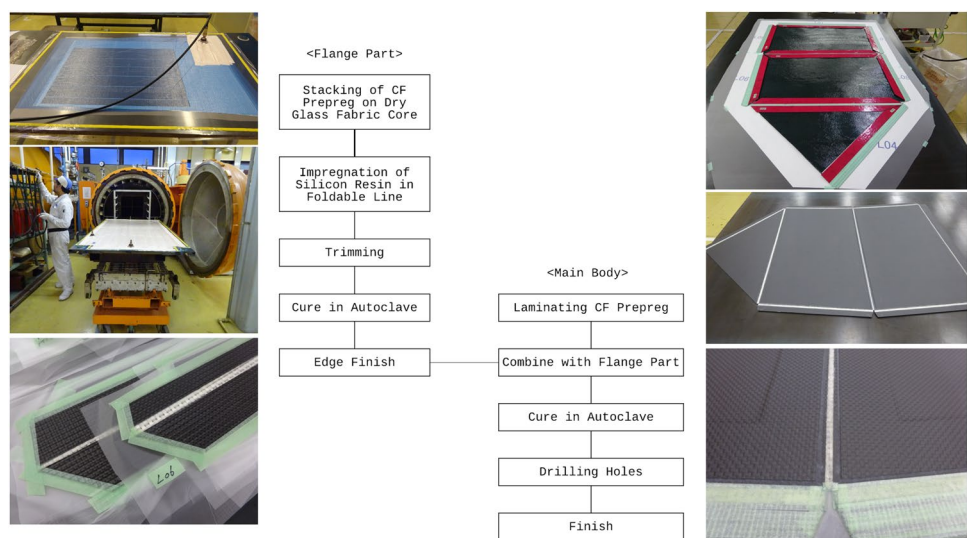 <Flange Part>
Stacking of CF
Prepreg on Dry
Glass Fabric Core
Impregnation of
Silicon Resin in
Foldable Line
Trimming
Cure in Autoclave
Edge Finish
<Main Body>
Laminating CF Prepreg
Combine with Flange Part
Cure in Autoclave
Drilling Holes
Finish
L06
L04